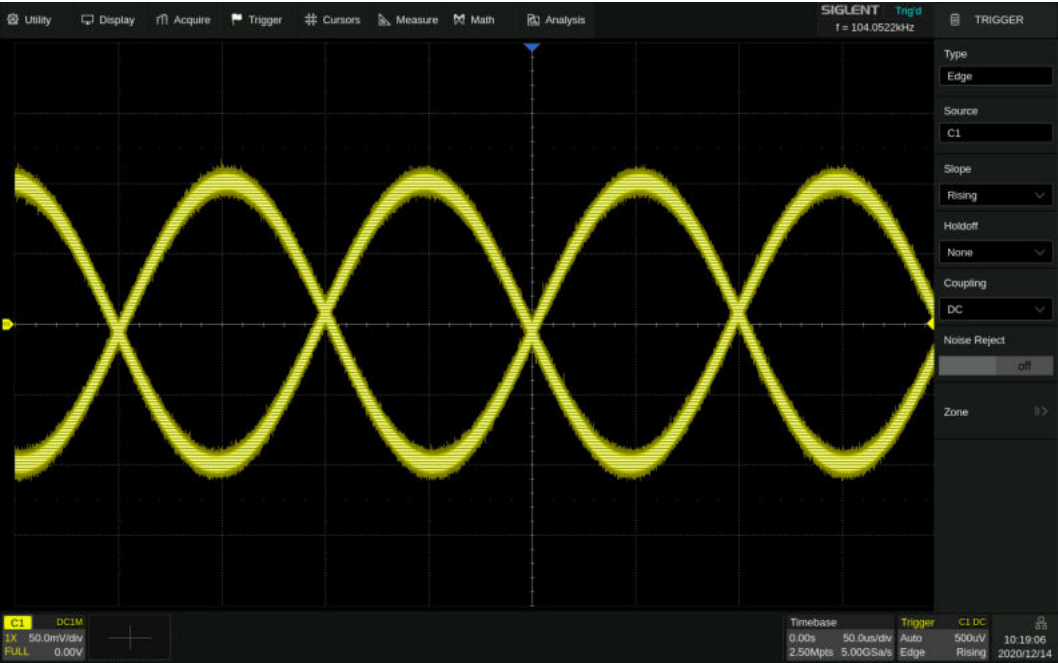 Utility Display Acquire Trigger Cursors Measure Math Analysis
SIGLENT Trig'd
f = 104.0522kHz
TRIGGER
Type
Edge
Source
C1
Slope
Rising
Holdoff
None
Coupling
DC
Noise Reject
off
Zone
C1 DC1M
1X 50.0mV/div
FULL 0.00V
Timebase
0.00s 50.0us/div
2.50Mpts 5.00GSa/s
Trigger C1 DC
Auto 500uV
Edge Rising
10:19:06
2020/12/14